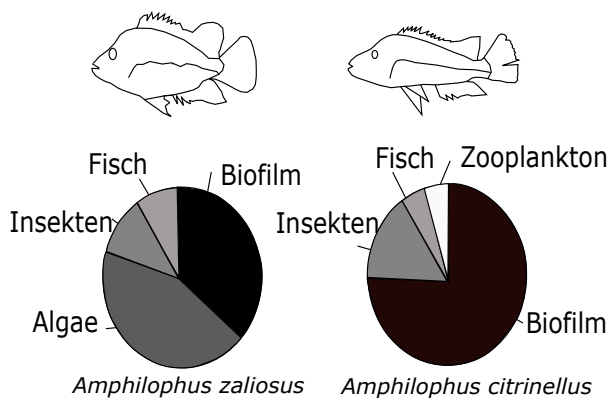 Fisch
Biofilm
Insekten
Algae
Amphilophus zaliosus
Fisch
Zooplankton
Insekten
Biofilm
Amphilophus citrinellus